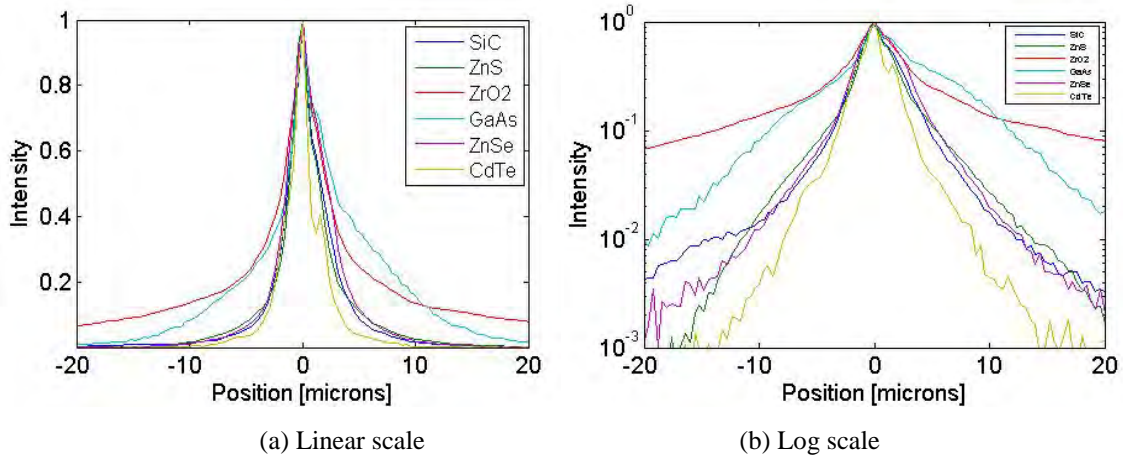 1
0.8
0.6
0.4
0.2
Intensity
-20 -10 0 10 20
Position [microns]
SiC
ZnS
ZrO2
GaAs
ZnSe
CdTe
(a) Linear scale
10^0
10^-1
10^-2
10^-3
Intensity
-20 -10 0 10 20
Position [microns]
SiC
ZnS
ZrO2
GaAs
ZnSe
CdTe
(b) Log scale